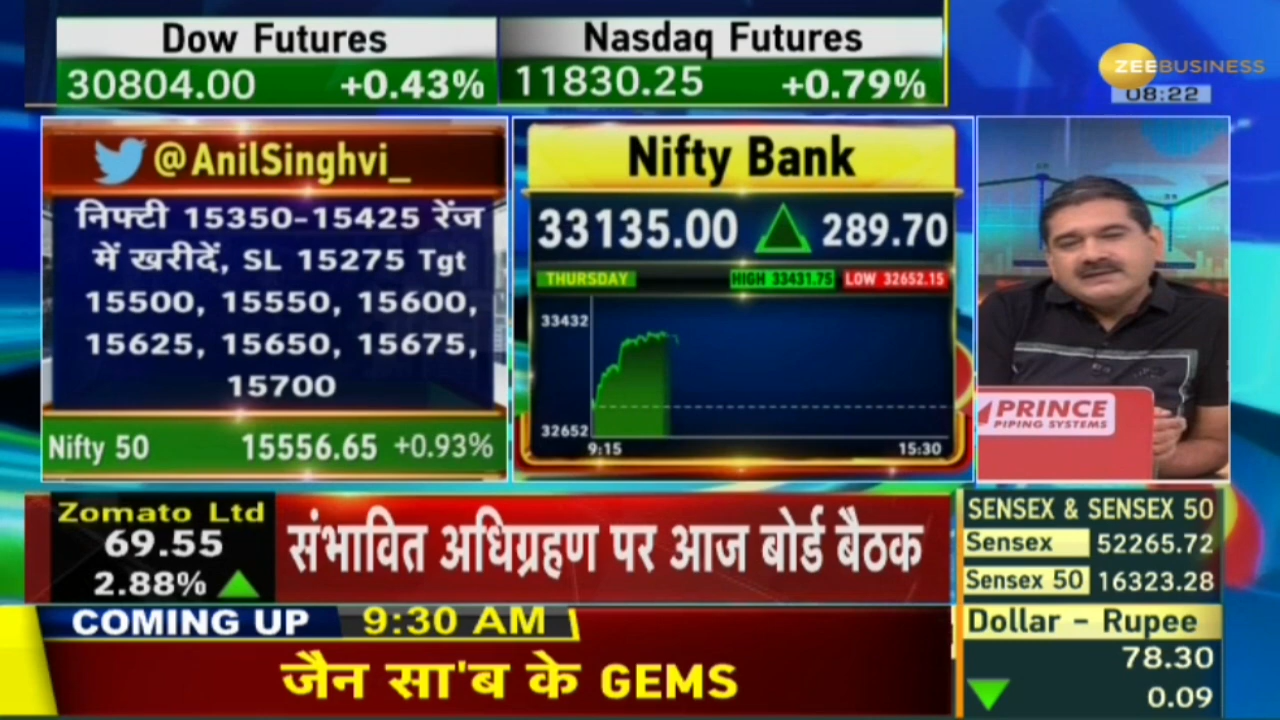 Dow Futures
30804.00 +0.43%
Nasdaq Futures
11830.25 +0.79%
ZEEBUSINESS
08:22
@AnilSinghvi_
निफ्टी 15350-15425 रेंज
में खरीदें, SL 15275 Tgt
15500, 15550, 15600,
15625, 15650, 15675,
15700
Nifty 50 15556.65 +0.93%
Nifty Bank
33135.00 289.70
THURSDAY HIGH 33431.75 LOW 32652.15
33432
32652
9:15 15:30
PRINCE
PIPING SYSTEMS
Zomato Ltd
69.55
2.88%
संभावित अधिग्रहण पर आज बोर्ड बैठक
COMING UP 9:30 AM
जैन सा'ब के GEMS
SENSEX & SENSEX 50
Sensex 52265.72
Sensex 50 16323.28
Dollar - Rupee
78.30
0.09